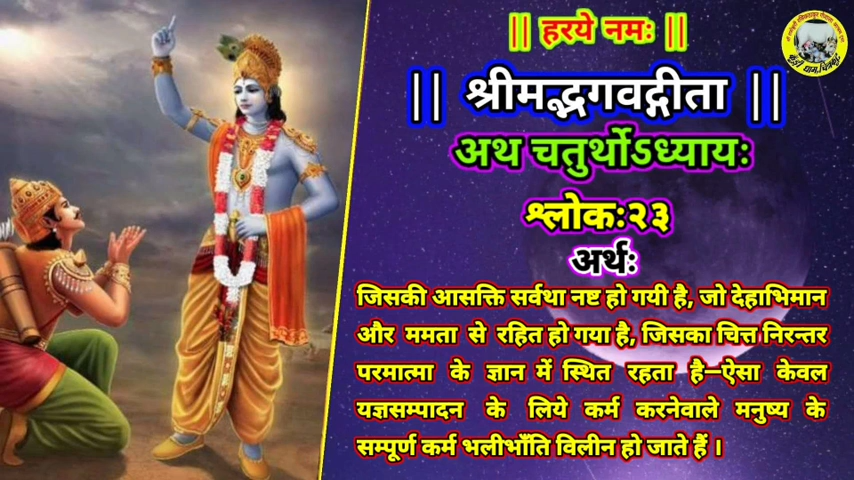 || हरये नमः ||
|| श्रीमद्भगवद्गीता ||
अथ चतुर्थोऽध्यायः
श्लोकः२३
अर्थः
जिसकी आसक्ति सर्वथा नष्ट हो गयी है, जो देहाभिमान
और ममता से रहित हो गया है, जिसका चित्त निरन्तर
परमात्मा के ज्ञान में स्थित रहता है—ऐसा केवल
यज्ञसम्पादन के लिये कर्म करनेवाले मनुष्य के
सम्पूर्ण कर्म भलीभाँति विलीन हो जाते हैं ।